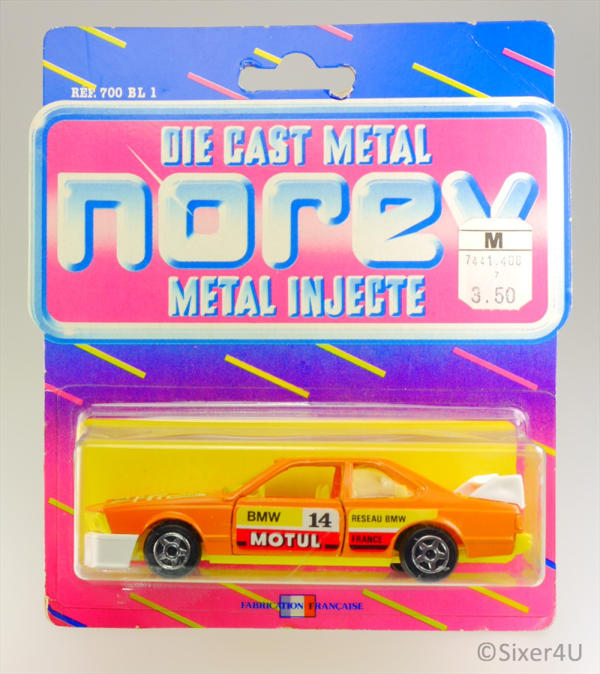 REF. 700 BL 1
DIE CAST METAL
norev
METAL INJECTE
M
7441.406
7
3.50
BMW
14
MOTUL
RESEAU BMW
FRANCE
FABRICATION FRANÇAISE
©Sixer4U